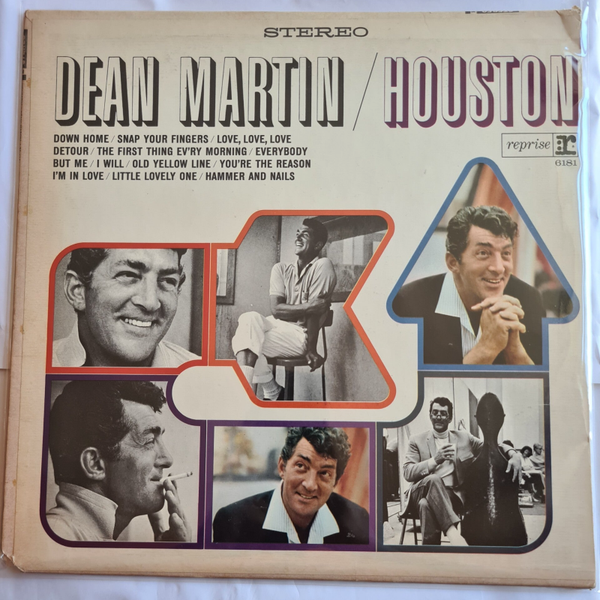 STEREO
DEAN MARTIN / HOUSTON
DOWN HOME / SNAP YOUR FINGERS / LOVE, LOVE, LOVE
DETOUR / THE FIRST THING EV'RY MORNING / EVERYBODY
BUT ME / I WILL / OLD YELLOW LINE / YOU'RE THE REASON
I'M IN LOVE / LITTLE LOVELY ONE / HAMMER AND NAILS
reprise R:
6181